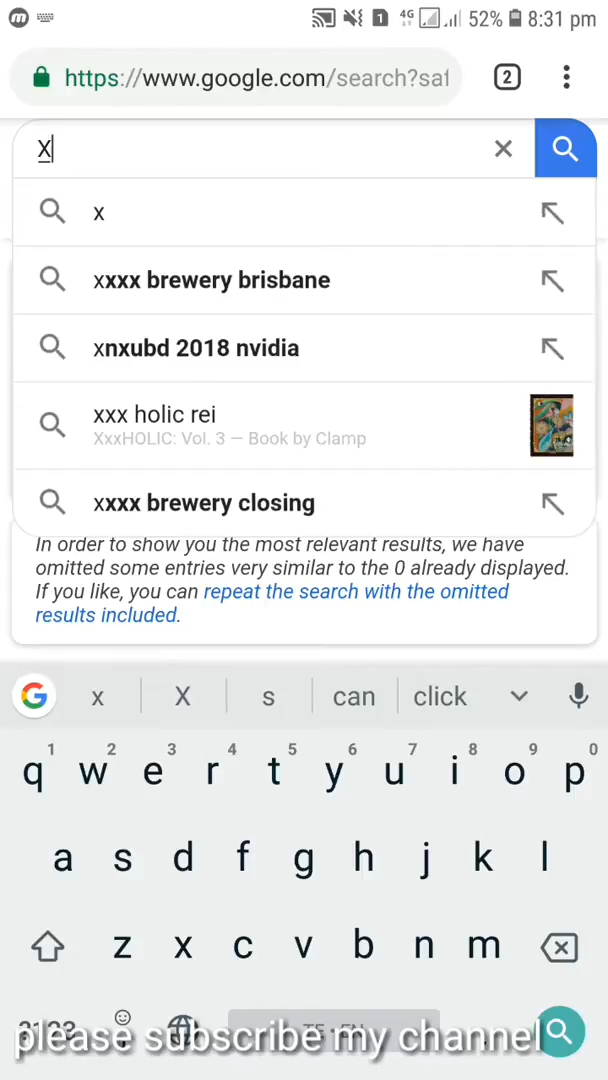 4G 52% 8:31 pm
https://www.google.com/search?saf
2
X
x
xxxx brewery brisbane
xnxubd 2018 nvidia
xxx holic rei
XxxHOLIC: Vol. 3 — Book by Clamp
xxxx brewery closing
In order to show you the most relevant results, we have
omitted some entries very similar to the 0 already displayed.
If you like, you can repeat the search with the omitted
results included.
G x X s can click
1 2 3 4 5 6 7 8 9 0
q w e r t y u i o p
a s d f g h j k l
z x c v b n m
please subscribe my channel